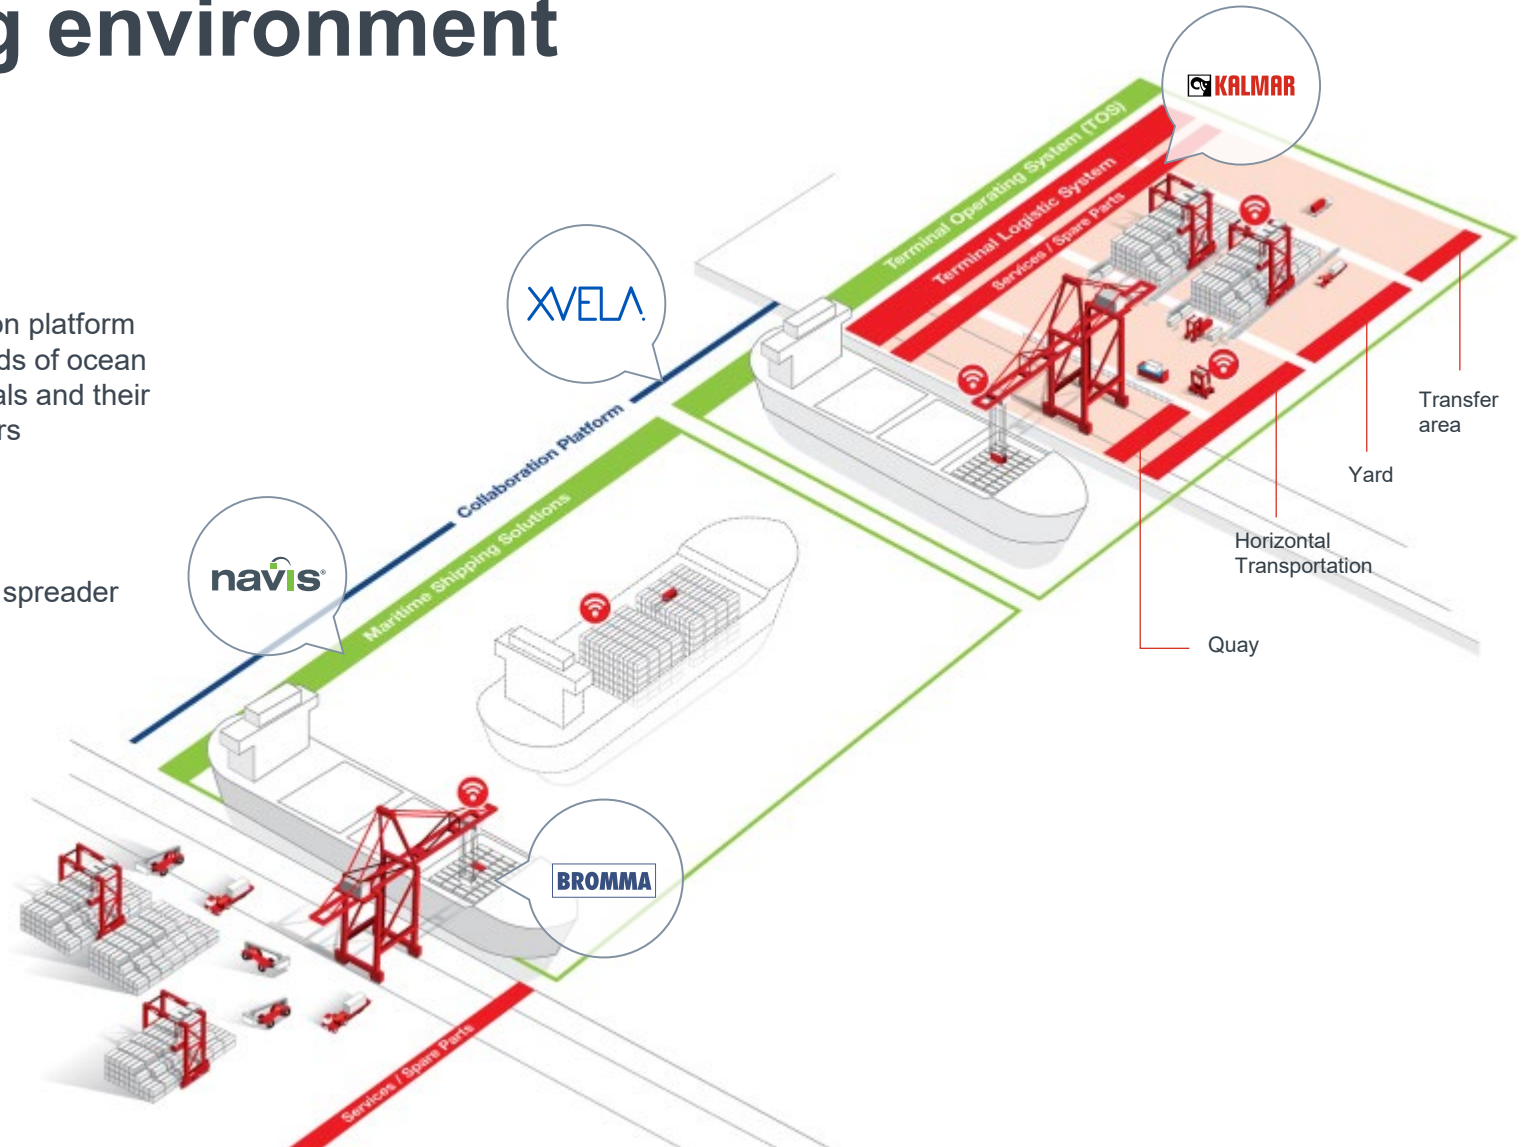 g environment
KALMAR
Terminal Operating System (TOS)
Terminal Logistic System
Services / Spare Parts
XVELA
on platform
ds of ocean
als and their
rs
Transfer
area
Collaboration Platform
Yard
Maritime Shipping Solutions
Horizontal
Transportation
navis
spreader
Quay
BROMMA
Services / Spare Parts